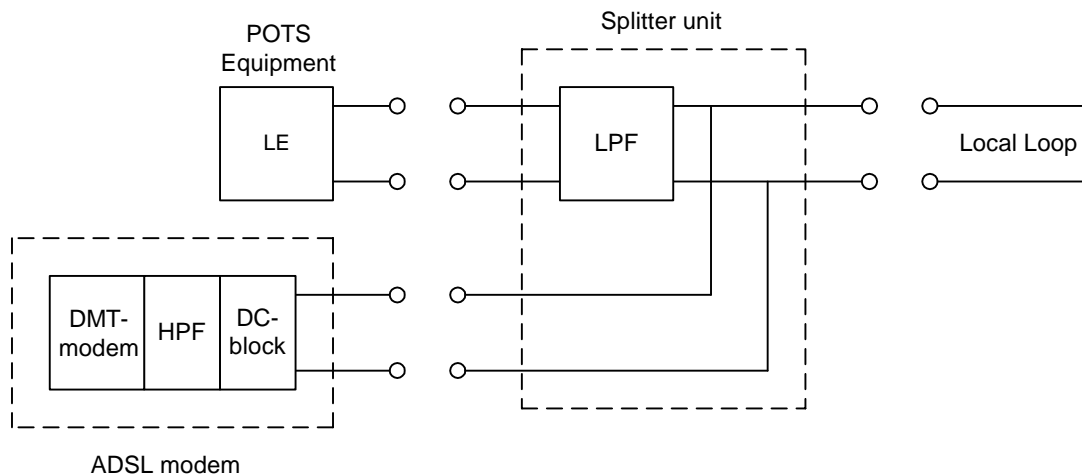 Splitter unit
POTS
Equipment
LE
LPF
Local Loop
DMT-
modem
HPF
DC-
block
ADSL modem